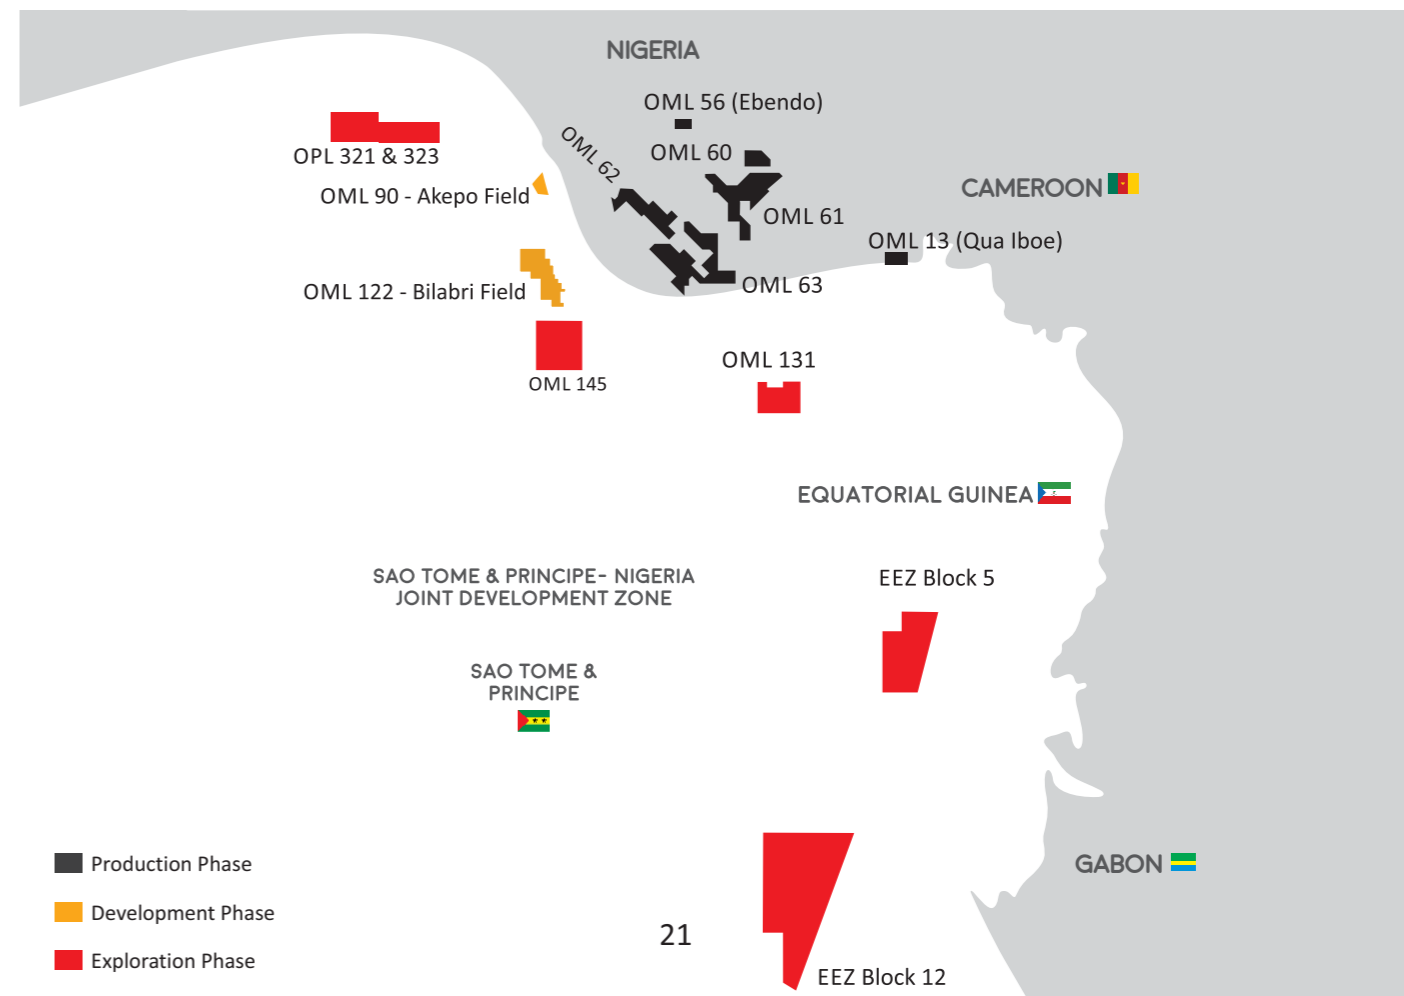 NIGERIA
OML 56 (Ebendo)
OML 62
OML 60
OPL 321 & 323
CAMEROON
OML 90 - Akepo Field
OML 61
OML 13 (Qua Iboe)
OML 122 - Bilabri Field
OML 63
OML 131
OML 145
EQUATORIAL GUINEA
SAO TOME & PRINCIPE- NIGERIA
JOINT DEVELOPMENT ZONE
EEZ Block 5
SAO TOME &
PRINCIPE
Production Phase
GABON
Development Phase
21
Exploration Phase
EEZ Block 12